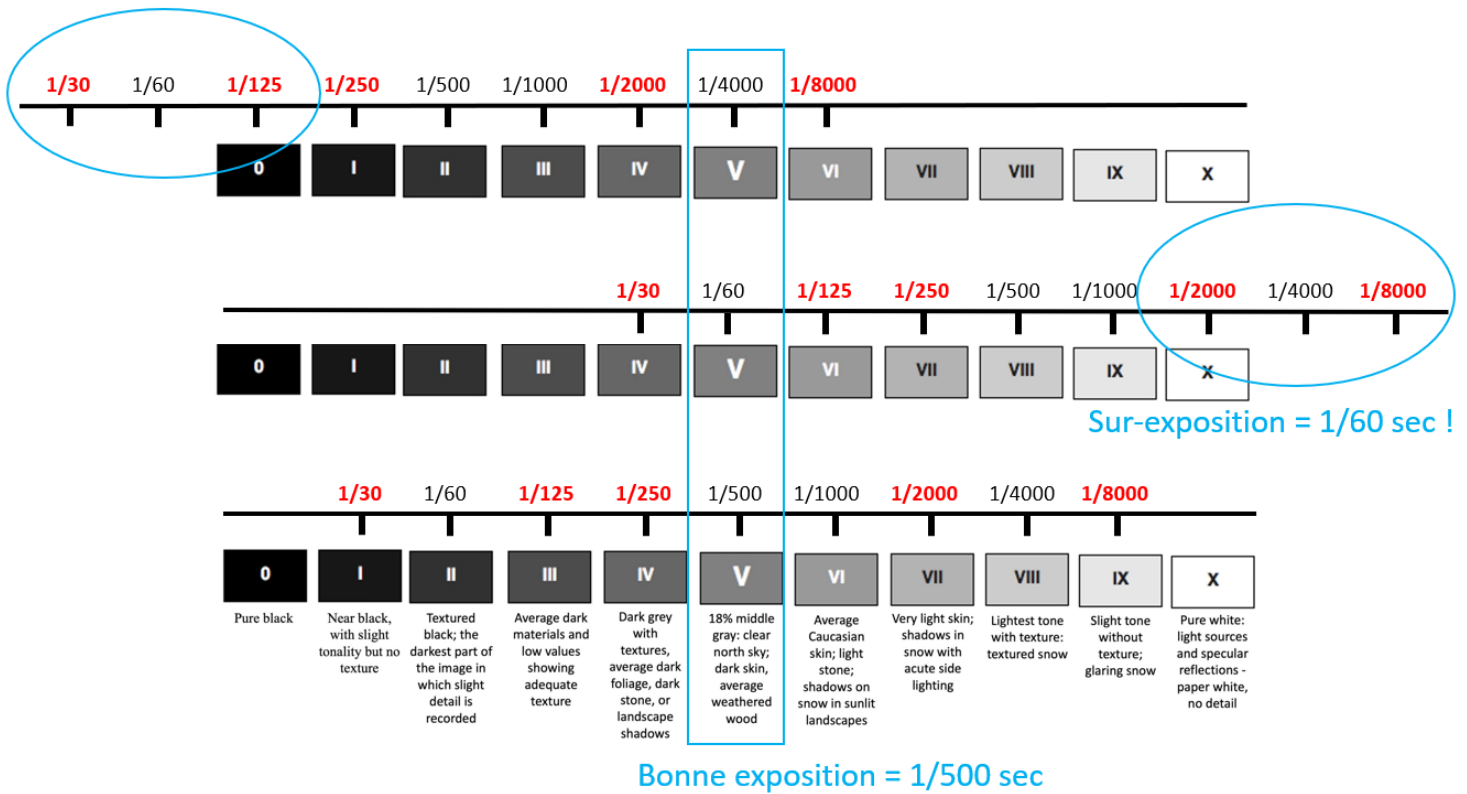 1/30 1/60 1/125 1/250 1/500 1/1000 1/2000 1/4000 1/8000
0 I II III IV V VI VII VIII IX X
1/30 1/60 1/125 1/250 1/500 1/1000 1/2000 1/4000 1/8000
0 I II III IV V VI VII VIII IX X
Sur-exposition = 1/60 sec !
1/30 1/60 1/125 1/250 1/500 1/1000 1/2000 1/4000 1/8000
0 I II III IV V VI VII VIII IX X
Pure black
Near black,
with slight
tonality but no
texture
Textured
black; the
darkest part of
the image in
which slight
detail is
recorded
Average dark
materials and
low values
showing
adequate
texture
Dark grey
with
textures,
average dark
foliage, dark
stone, or
landscape
shadows
18% middle
gray: clear
north sky;
dark skin,
average
weathered
wood
Average
Caucasian
skin; light
stone;
shadows on
snow in sunlit
landscapes
Very light skin;
shadows in
snow with
acute side
lighting
Lightest tone
with texture:
textured snow
Slight tone
without
texture;
glaring snow
Pure white:
light sources
and specular
reflections -
paper white,
no detail
Bonne exposition = 1/500 sec